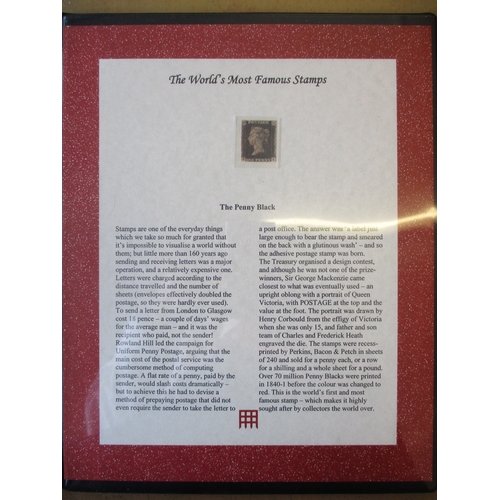 The World's Most Famous Stamps
The Penny Black
Stamps are one of the everyday things
which we take so much for granted that
it's impossible to visualise a world without
them; but little more than 160 years ago
sending and receiving letters was a major
operation, and a relatively expensive one.
Letters were charged according to the
distance travelled and the number of
sheets (envelopes effectively doubled the
postage, so they were hardly ever used).
To send a letter from London to Glasgow
cost 18 pence – a couple of days' wages
for the average man – and it was the
recipient who paid, not the sender!
Rowland Hill led the campaign for
Uniform Penny Postage, arguing that the
main cost of the postal service was the
cumbersome method of computing
postage. A flat rate of a penny, paid by the
sender, would slash costs dramatically –
but to achieve this he had to devise a
method of prepaying postage that did not
even require the sender to take the letter to
a post office. The answer was 'a label just
large enough to bear the stamp and smeared
on the back with a glutinous wash' – and so
the adhesive postage stamp was born.
The Treasury organised a design contest,
and although he was not one of the prize-
winners, Sir George Mackenzie came
closest to what was eventually used – an
upright oblong with a portrait of Queen
Victoria, with POSTAGE at the top and the
value at the foot. The portrait was drawn by
Henry Corbould from the effigy of Victoria
when she was only 15, and father and son
team of Charles and Frederick Heath
engraved the die. The stamps were recess-
printed by Perkins, Bacon & Petch in sheets
of 240 and sold for a penny each, or a row
for a shilling and a whole sheet for a pound.
Over 70 million Penny Blacks were printed
in 1840-1 before the colour was changed to
red. This is the world's first and most
famous stamp – which makes it highly
sought after by collectors the world over.